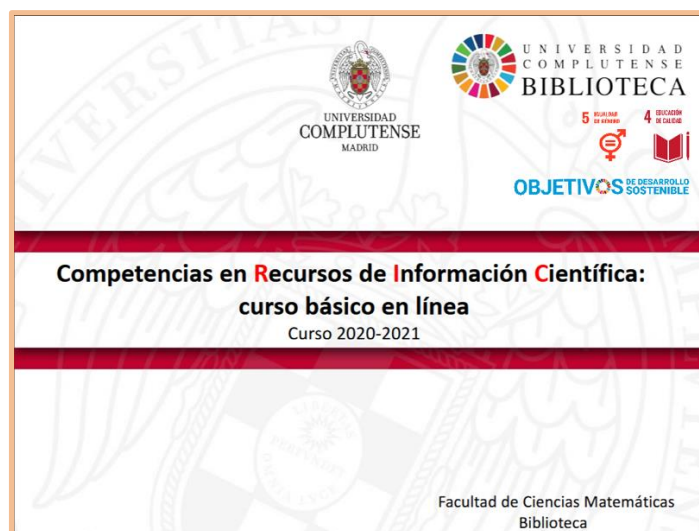 UNIVERSIDAD
COMPLUTENSE
BIBLIOTECA
UNIVERSIDAD
COMPLUTENSE
MADRID
5 IGUALDAD DE GÉNERO
4 EDUCACIÓN DE CALIDAD
OBJETIVOS DE DESARROLLO SOSTENIBLE
Competencias en Recursos de Información Científica:
curso básico en línea
Curso 2020-2021
Facultad de Ciencias Matemáticas
Biblioteca